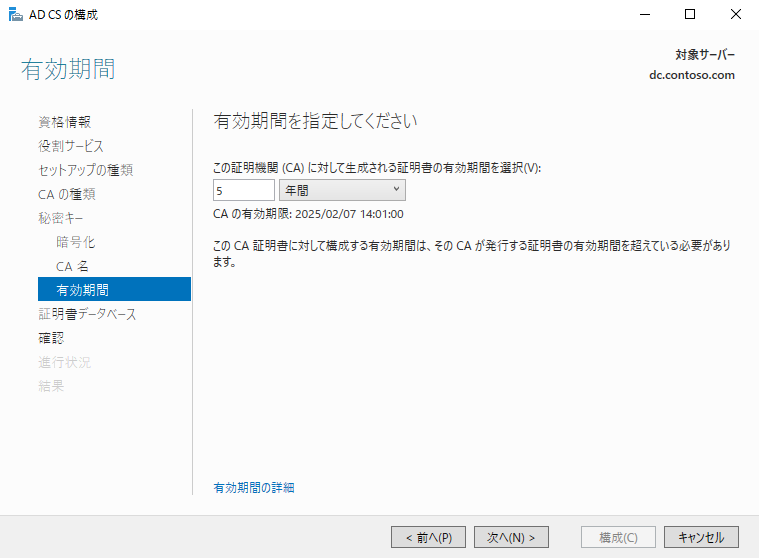 AD CS の構成
有効期間
対象サーバー
dc.contoso.com
資格情報
役割サービス
セットアップの種類
CA の種類
秘密キー
暗号化
CA 名
有効期間
証明書データベース
確認
進行状況
結果
有効期間を指定してください
この証明機関 (CA) に対して生成される証明書の有効期間を選択(V):
5 年間
CA の有効期限: 2025/02/07 14:01:00
この CA 証明書に対して構成する有効期間は、その CA が発行する証明書の有効期間を超えている必要があり
ます。
有効期間の詳細
< 前へ(P) 次へ(N) > 構成(C) キャンセル